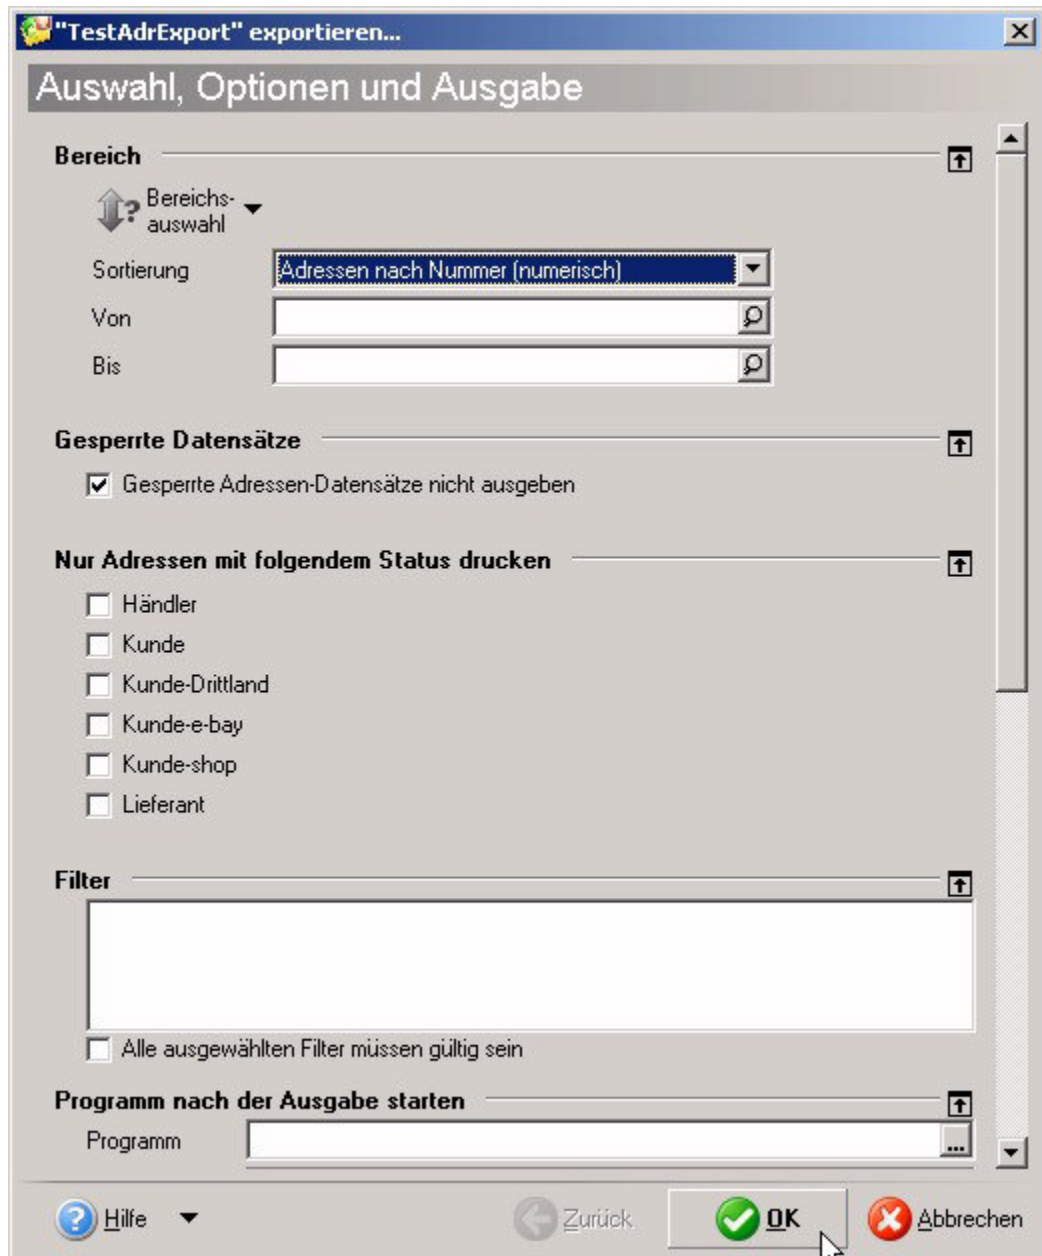 "TestAdrExport" exportieren...
Auswahl, Optionen und Ausgabe
Bereich
Bereichs-
auswahl
Sortierung Adressen nach Nummer (numerisch)
Von
Bis
Gesperrte Datensätze
Gesperrte Adressen-Datensätze nicht ausgeben
Nur Adressen mit folgendem Status drucken
Händler
Kunde
Kunde-Drittland
Kunde-e-bay
Kunde-shop
Lieferant
Filter
Alle ausgewählten Filter müssen gültig sein
Programm nach der Ausgabe starten
Programm ...
Hilfe Zurück OK Abbrechen